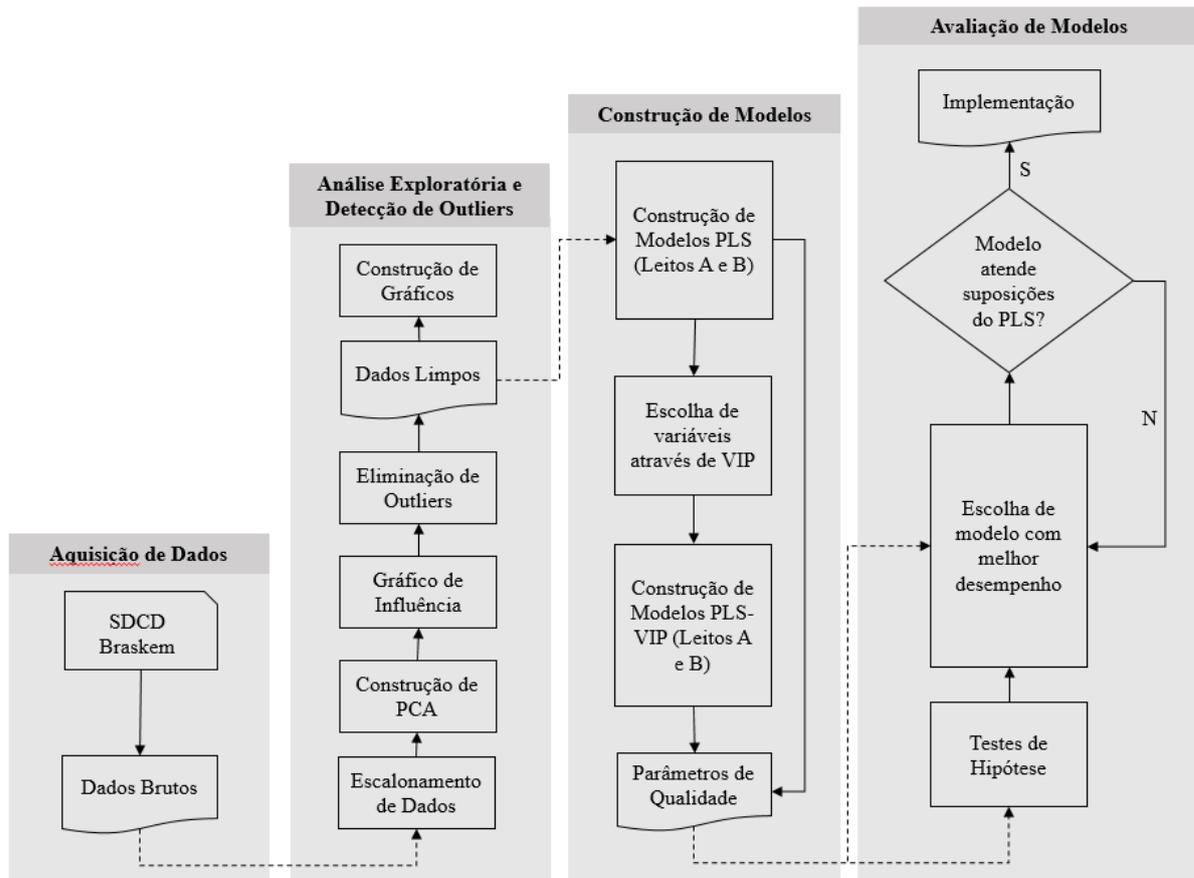 Aquisição de Dados
SDCD
Braskem
Dados Brutos
Análise Exploratória e
Detecção de Outliers
Construção de
Gráficos
Dados Limpos
Eliminação de
Outliers
Gráfico de
Influência
Construção de
PCA
Escalonamento
de Dados
Construção de Modelos
Construção de
Modelos PLS
(Leitos A e B)
Escolha de
variáveis
através de VIP
Construção de
Modelos PLS-
VIP (Leitos A
e B)
Parâmetros de
Qualidade
Avaliação de Modelos
Implementação
S
Modelo
atende
suposições
do PLS?
N
Escolha de
modelo com
melhor
desempenho
Testes de
Hipótese